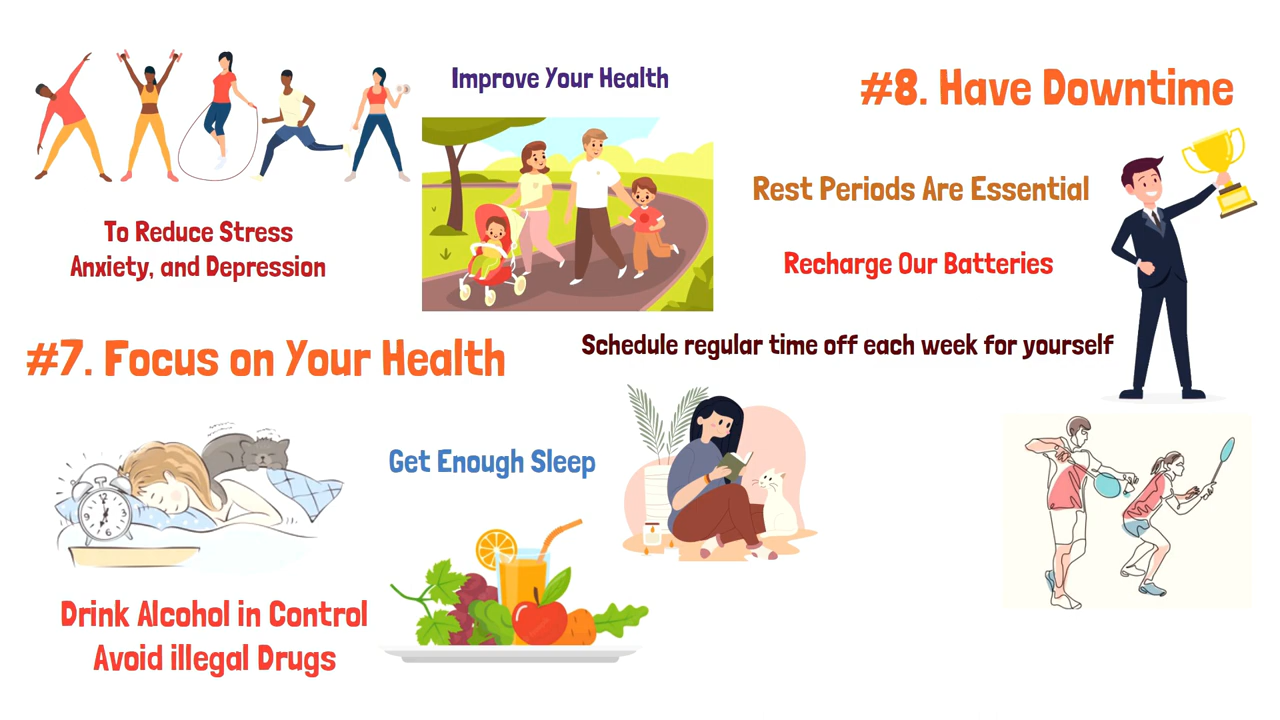 Improve Your Health
To Reduce Stress
Anxiety, and Depression
#7. Focus on Your Health
Get Enough Sleep
Drink Alcohol in Control
Avoid illegal Drugs
#8. Have Downtime
Rest Periods Are Essential
Recharge Our Batteries
Schedule regular time off each week for yourself